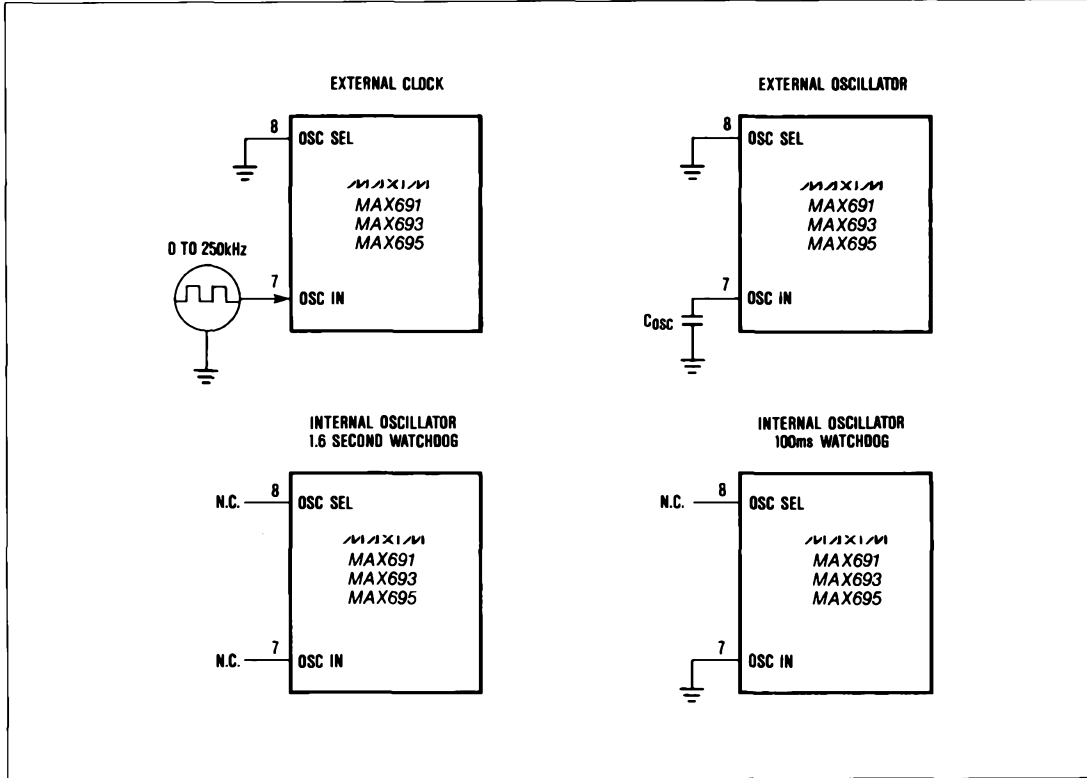 EXTERNAL CLOCK
8
OSC SEL
MAXIM
MAX691
MAX693
MAX695
0 TO 250kHz
7
OSC IN
EXTERNAL OSCILLATOR
8
OSC SEL
MAXIM
MAX691
MAX693
MAX695
7
OSC IN
COSC
INTERNAL OSCILLATOR
1.6 SECOND WATCHDOG
N.C.
8
OSC SEL
MAXIM
MAX691
MAX693
MAX695
N.C.
7
OSC IN
INTERNAL OSCILLATOR
100ms WATCHDOG
N.C.
8
OSC SEL
MAXIM
MAX691
MAX693
MAX695
7
OSC IN